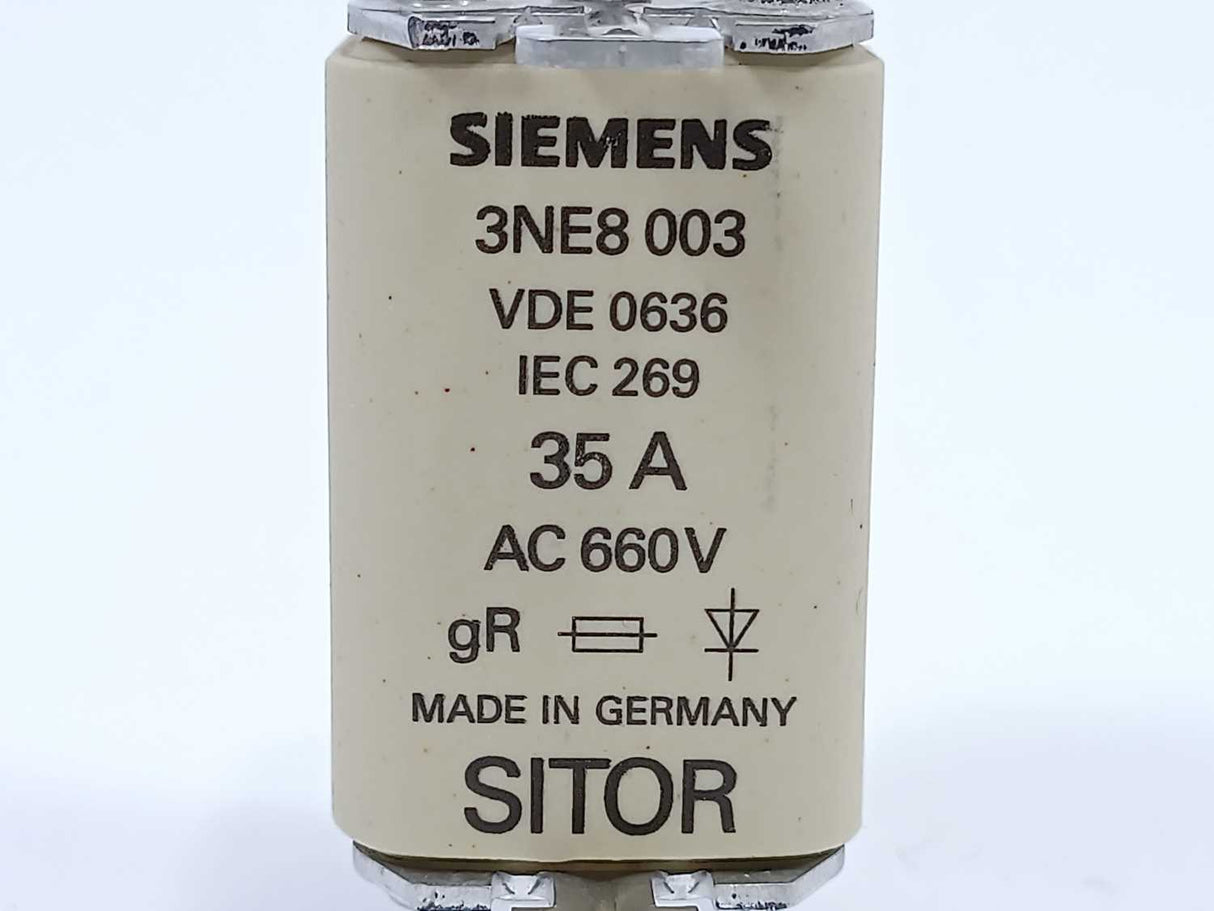 SIEMENS
3NE8 003
VDE 0636
IEC 269
35 A
AC 660V
gR
MADE IN GERMANY
SITOR